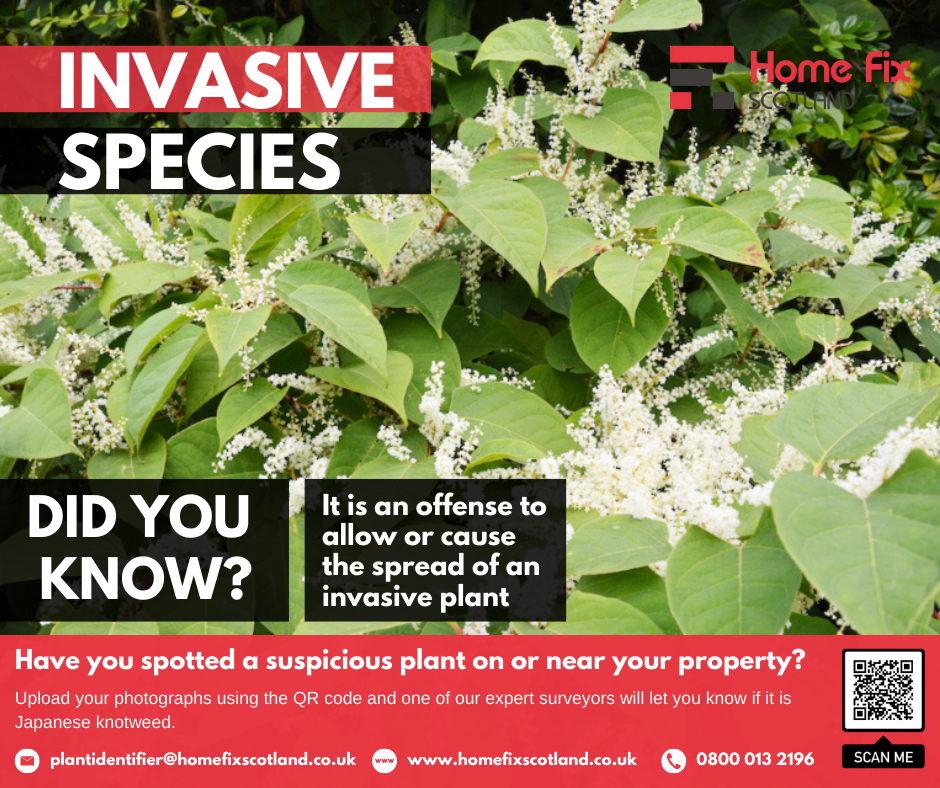 INVASIVE
SPECIES
Home Fix
SCOTLAND
DID YOU
KNOW?
It is an offense to
allow or cause
the spread of an
invasive plant
Have you spotted a suspicious plant on or near your property?
Upload your photographs using the QR code and one of our expert surveyors will let you know if it is
Japanese knotweed.
plantidentifier@homefixscotland.co.uk
www
www.homefixscotland.co.uk
0800 013 2196
SCAN ME